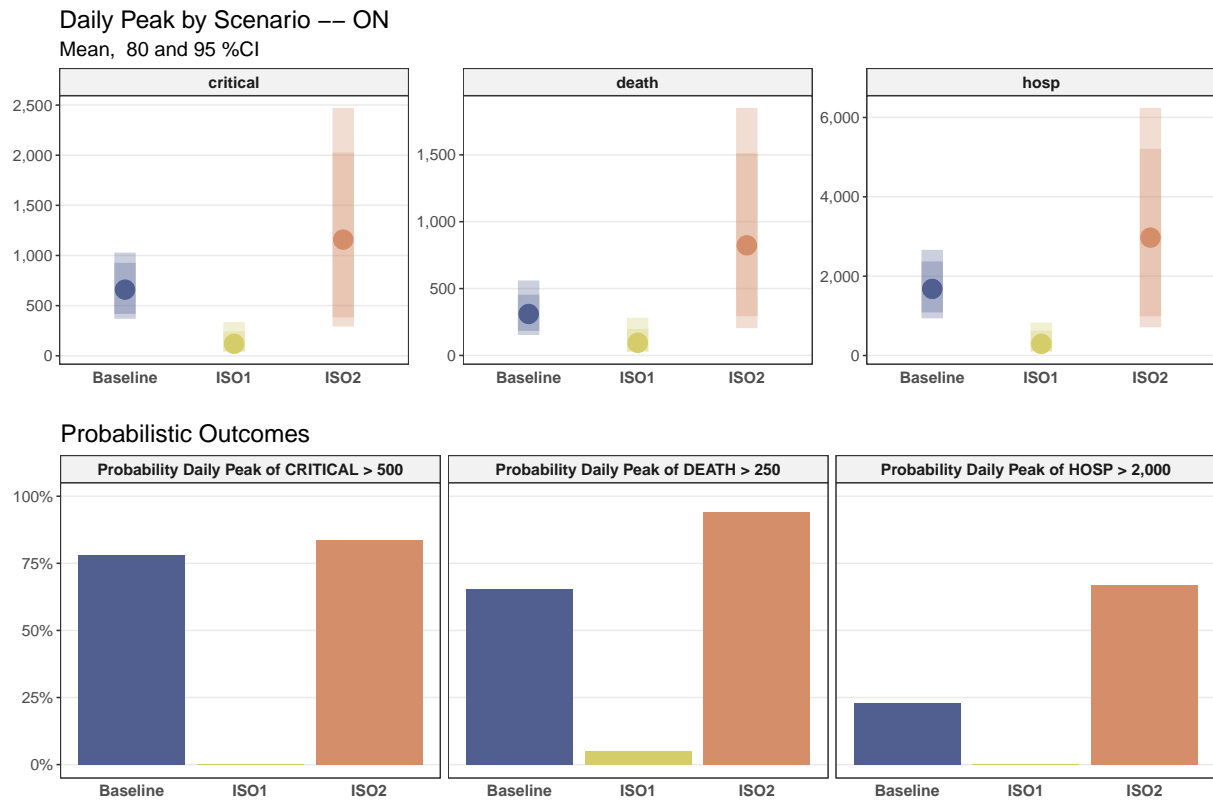 Daily Peak by Scenario −− ON
Mean,  80 and 95 %CI
critical
death
hosp
2,500
2,000
1,500
1,000
500
0
1,500
1,000
500
0
6,000
4,000
2,000
0
Baseline ISO1 ISO2
Baseline ISO1 ISO2
Baseline ISO1 ISO2
Probabilistic Outcomes
Probability Daily Peak of CRITICAL > 500
Probability Daily Peak of DEATH > 250
Probability Daily Peak of HOSP > 2,000
100%
75%
50%
25%
0%
Baseline ISO1 ISO2
Baseline ISO1 ISO2
Baseline ISO1 ISO2